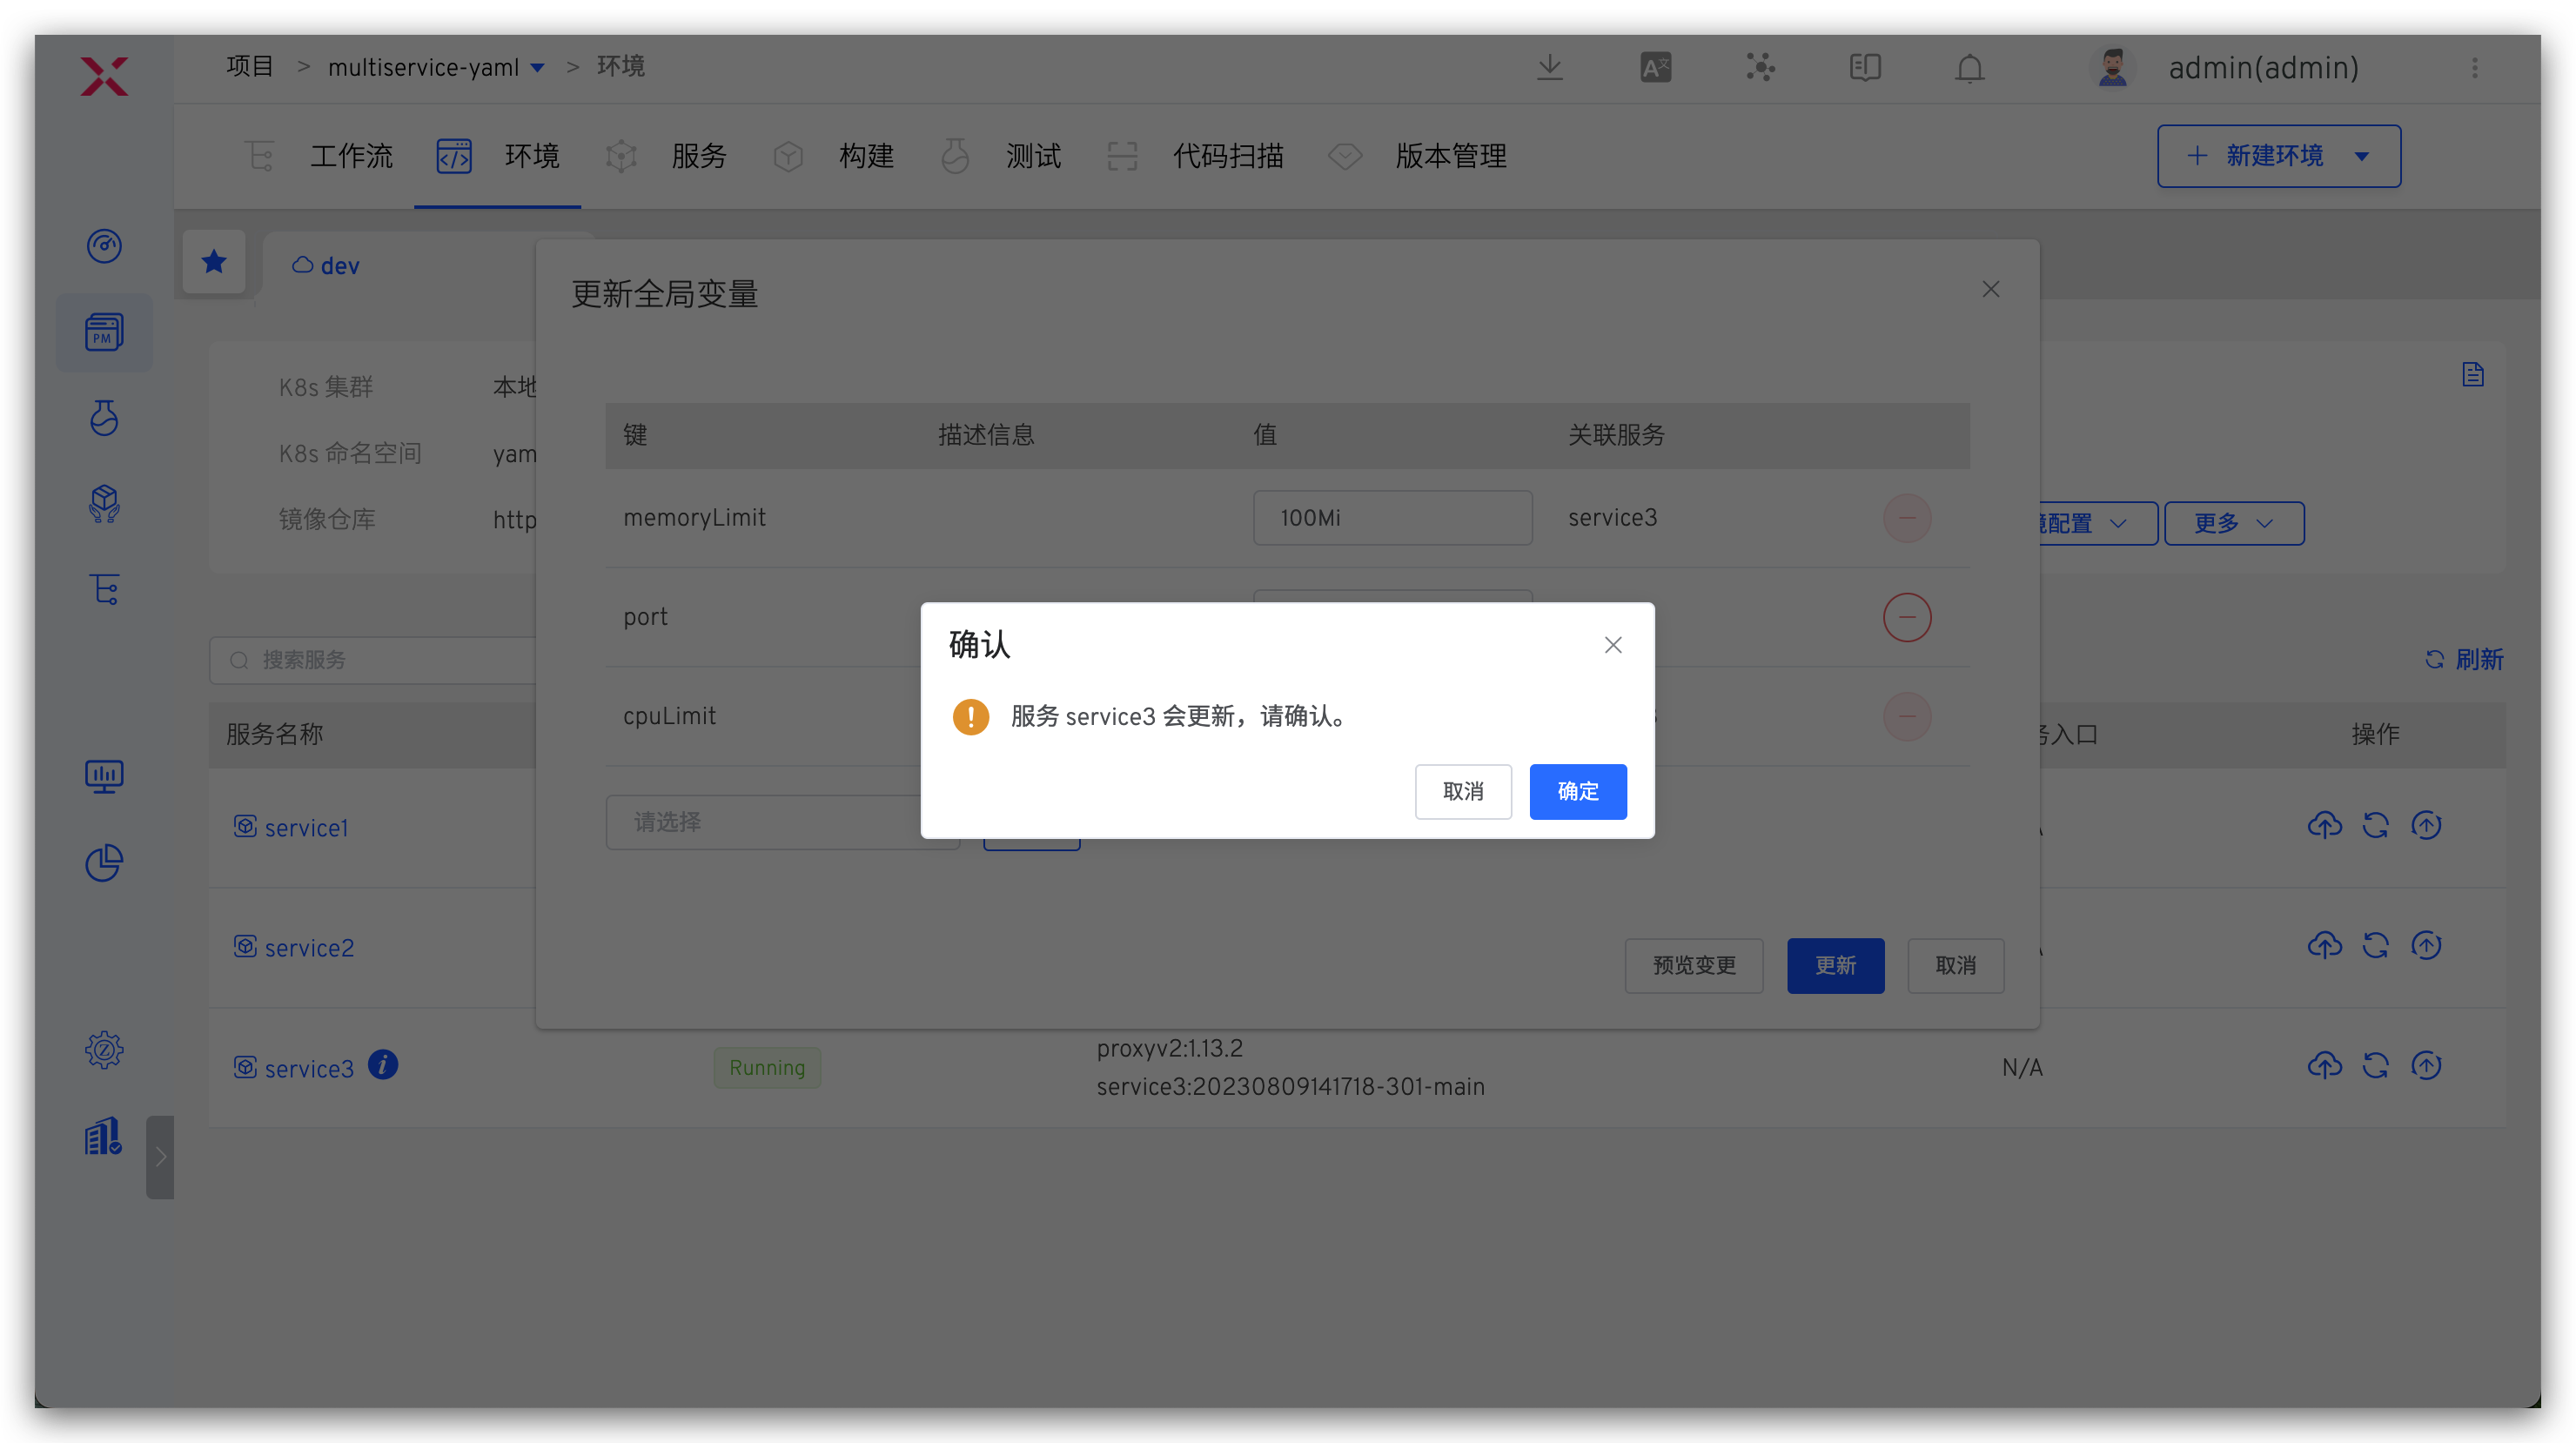 项目 > multiservice-yaml > 环境
admin(admin)
工作流 环境 服务 构建 测试 代码扫描 版本管理
+ 新建环境
dev
更新全局变量
K8s 集群 本地
K8s 命名空间 yam
镜像仓库 http
键 描述信息 值 关联服务
memoryLimit 100Mi service3
配置 更多
port
cpuLimit
确认
服务 service3 会更新，请确认。
取消 确定
搜索服务
刷新
服务名称 入口 操作
请选择
service1
service2
预览变更 更新 取消
service3 Running
proxyv2:1.13.2
service3:20230809141718-301-main
N/A